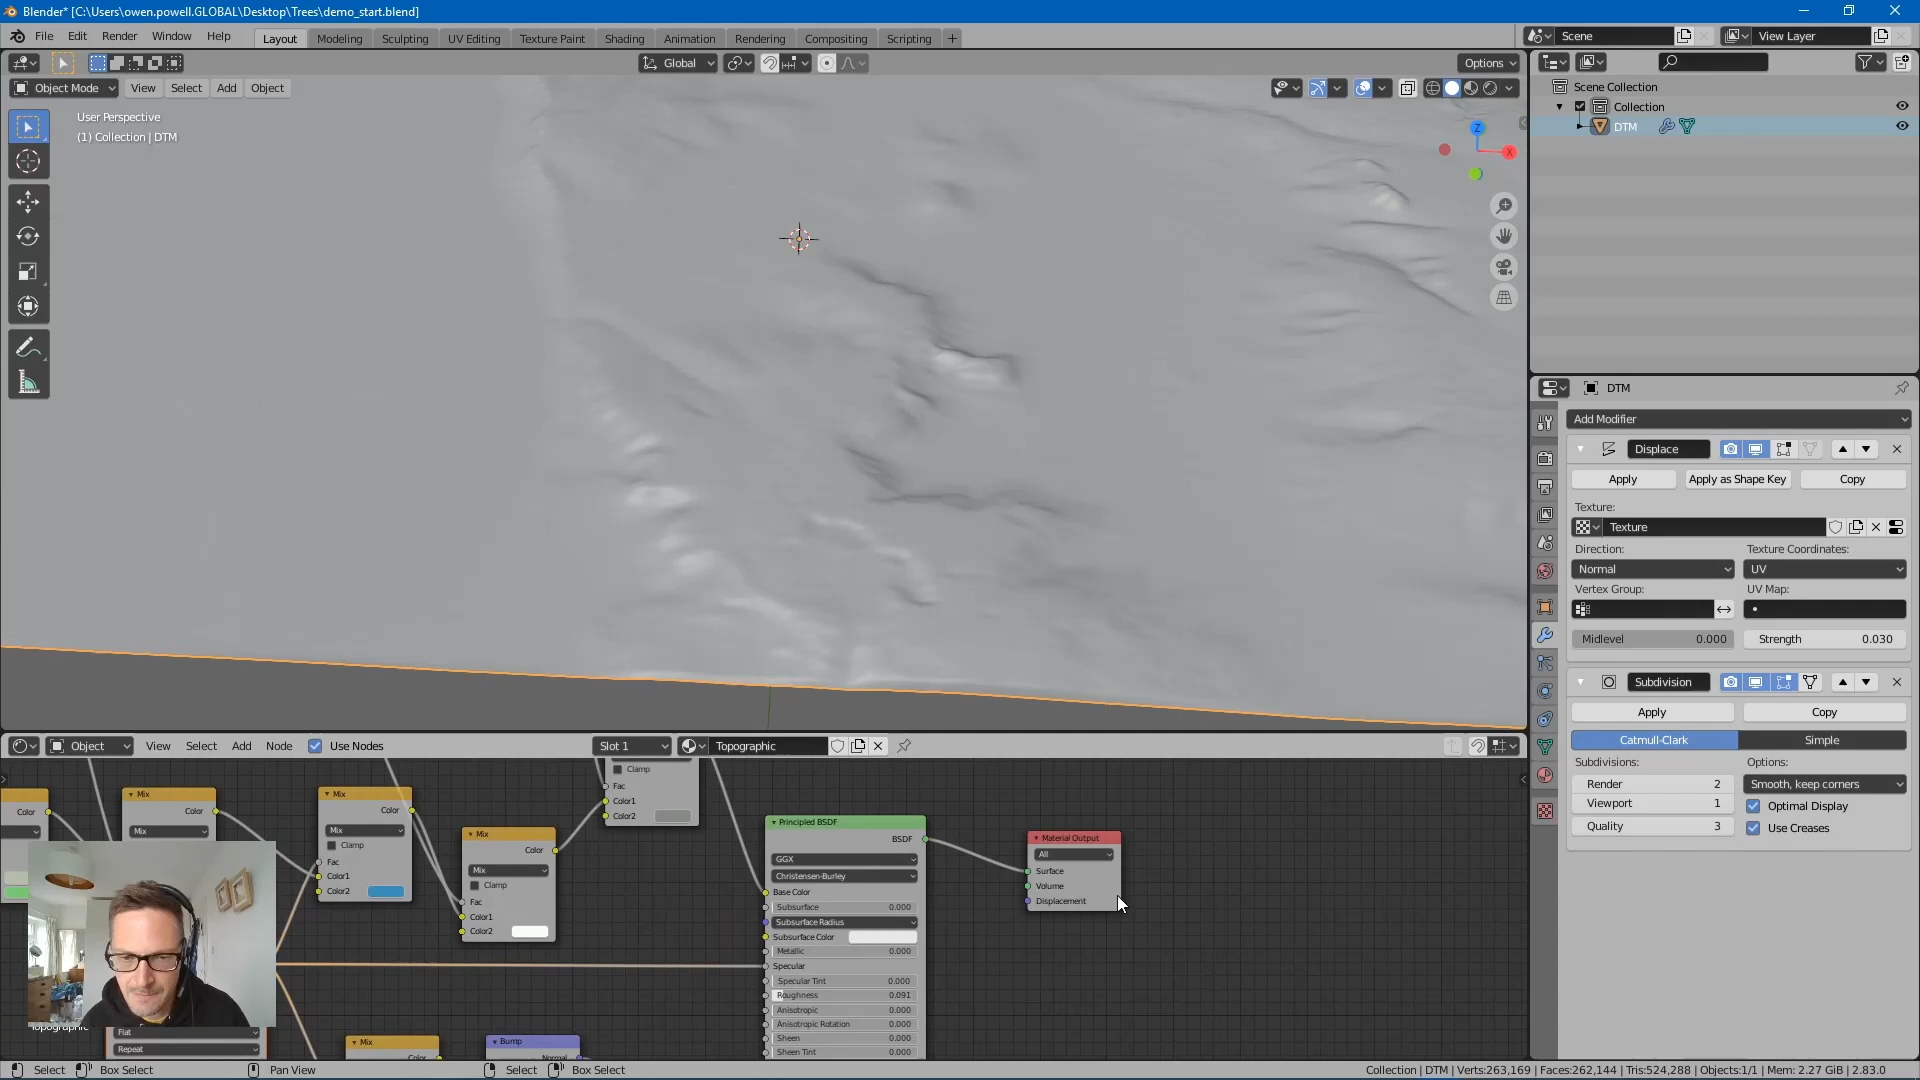 Blender* [C:\Users\owen.powell.GLOBAL\Desktop\Trees\demo_start.blend]
File Edit Render Window Help Layout Modeling Sculpting UV Editing Texture Paint Shading Animation Rendering Compositing Scripting + Scene View Layer
Global Options
Object Mode View Select Add Object
User Perspective
(1) Collection | DTM
Z
X
Scene Collection
Collection
DTM
DTM
Add Modifier
Displace
Apply Apply as Shape Key Copy
Texture:
Texture
Direction: Texture Coordinates:
Normal UV
Vertex Group: UV Map:
Midlevel 0.000 Strength 0.030
Subdivision
Apply Copy
Catmull-Clark Simple
Subdivisions: Options:
Render 2 Smooth, keep corners
Viewport 1 Optimal Display
Quality 3 Use Creases
Object View Select Add Node Use Nodes Slot 1 Topographic
Color
Mix
Color
Mix
Mix
Color
Mix
Clamp
Fac
Color1
Color2
Mix
Color
Mix
Clamp
Fac
Color1
Color2
Clamp
Fac
Color1
Color2
Principled BSDF
BSDF
GGX
Christensen-Burley
Base Color
Subsurface 0.000
Subsurface Radius
Subsurface Color
Metallic 0.000
Specular
Specular Tint 0.000
Roughness 0.091
Anisotropic 0.000
Anisotropic Rotation 0.000
Sheen 0.000
Sheen Tint 0.000
Material Output
All
Surface
Volume
Displacement
Topographic
Flat
Repeat
Mix
Color
Bump
Normal
Select Box Select Pan View Select Box Select Collection | DTM | Verts:263,169 | Faces:262,144 | Tris:524,288 | Objects:1/1 | Mem: 2.27 GiB | 2.83.0